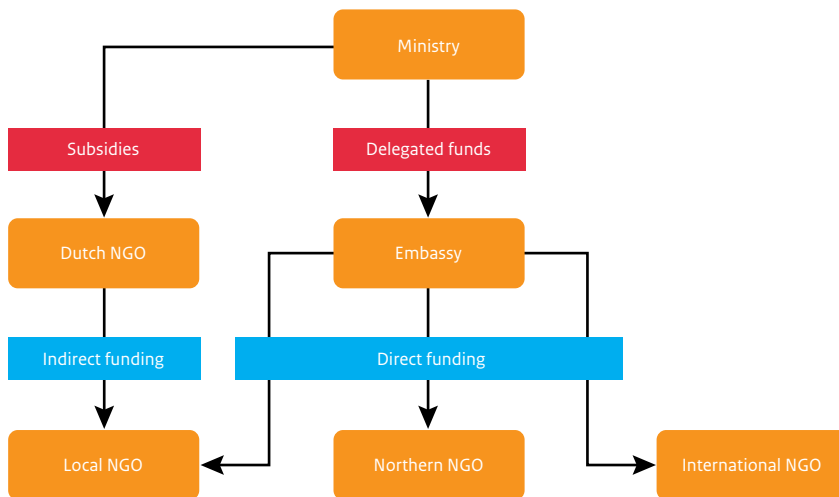 Ministry
Subsidies
Delegated funds
Dutch NGO
Embassy
Indirect funding
Direct funding
Local NGO
Northern NGO
International NGO